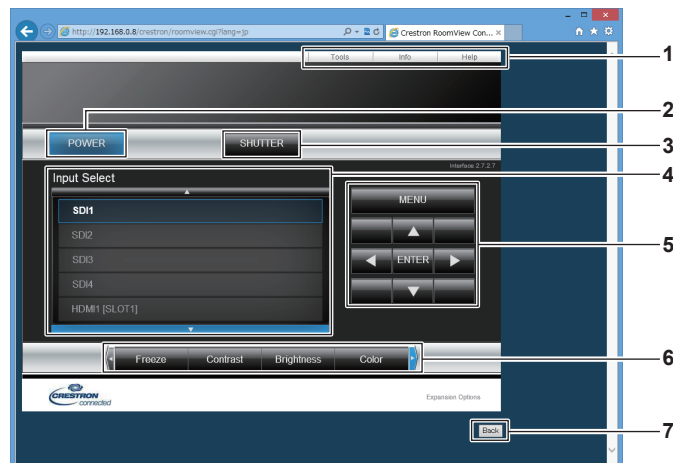 http://192.168.0.8/crestron/roomview.cgi?lang=jp
Crestron RoomView Con... ×
Tools Info Help 1
2
POWER SHUTTER 3
Interface 2.7.2.7
Input Select 4
MENU
SDI1
SDI2
SDI3 ENTER 5
SDI4
HDMI1 [SLOT1]
Freeze Contrast Brightness Color 6
CRESTRON
connected
Expansion Options
Back 7